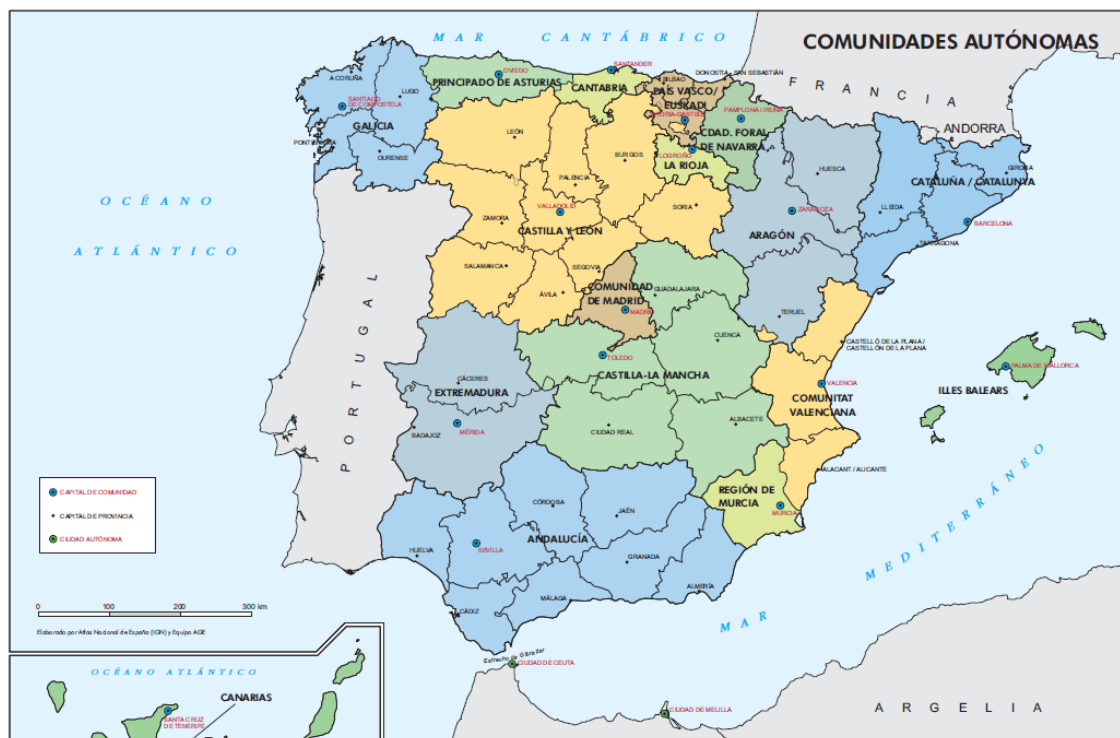 MAR CANTÁBRICO
COMUNIDADES AUTÓNOMAS
FRANCIA
ANDORRA
OCÉANO
ATLÁNTICO
PORTUGAL
A CORUÑA
LUGO
SANTIAGO
DE COMPOSTELA
GALICIA
OURENSE
OVIEDO
PRINCIPADO DE ASTURIAS
SANTANDER
CANTABRIA
BILBAO
DONOSTIA - SAN SEBASTIÁN
PAÍS VASCO/
EUSKADI
PAMPLONA / IRUÑA
CDAD. FORAL
DE NAVARRA
LOGROÑO
LA RIOJA
LEÓN
BURGOS
PALENCIA
VALLADOLID
ZAMORA
CASTILLA Y LEÓN
SORIA
SALAMANCA
SEGOVIA
ÁVILA
HUESCA
ZARAGOZA
ARAGÓN
TERUEL
GIRONA
CATALUÑA / CATALUNYA
LLEIDA
BARCELONA
TARRAGONA
COMUNIDAD
DE MADRID
MADRID
GUADALAJARA
CUENCA
TOLEDO
CASTILLA-LA MANCHA
CIUDAD REAL
ALBACETE
CÁCERES
EXTREMADURA
BADAJOZ
MÉRIDA
CASTELLÓ DE LA PLANA /
CASTELLÓN DE LA PLANA
VALENCIA
COMUNITAT
VALENCIANA
ALACANT / ALICANTE
PALMA DE MALLORCA
ILLES BALEARS
REGIÓN DE
MURCIA
MURCIA
CÓRDOBA
JAÉN
ANDALUCÍA
HUELVA
SEVILLA
GRANADA
ALMERÍA
MÁLAGA
CÁDIZ
MAR MEDITERRÁNEO
CAPITAL DE COMUNIDAD
CAPITAL DE PROVINCIA
CIUDAD AUTÓNOMA
0 100 200 300 km
Elaborado por Atlas Nacional de España (IGN) y Equipo AGE
Estrecho de Gibraltar
CIUDAD DE CEUTA
CIUDAD DE MELILLA
ARGELIA
OCÉANO ATLÁNTICO
CANARIAS
SANTA CRUZ
DE TENERIFE